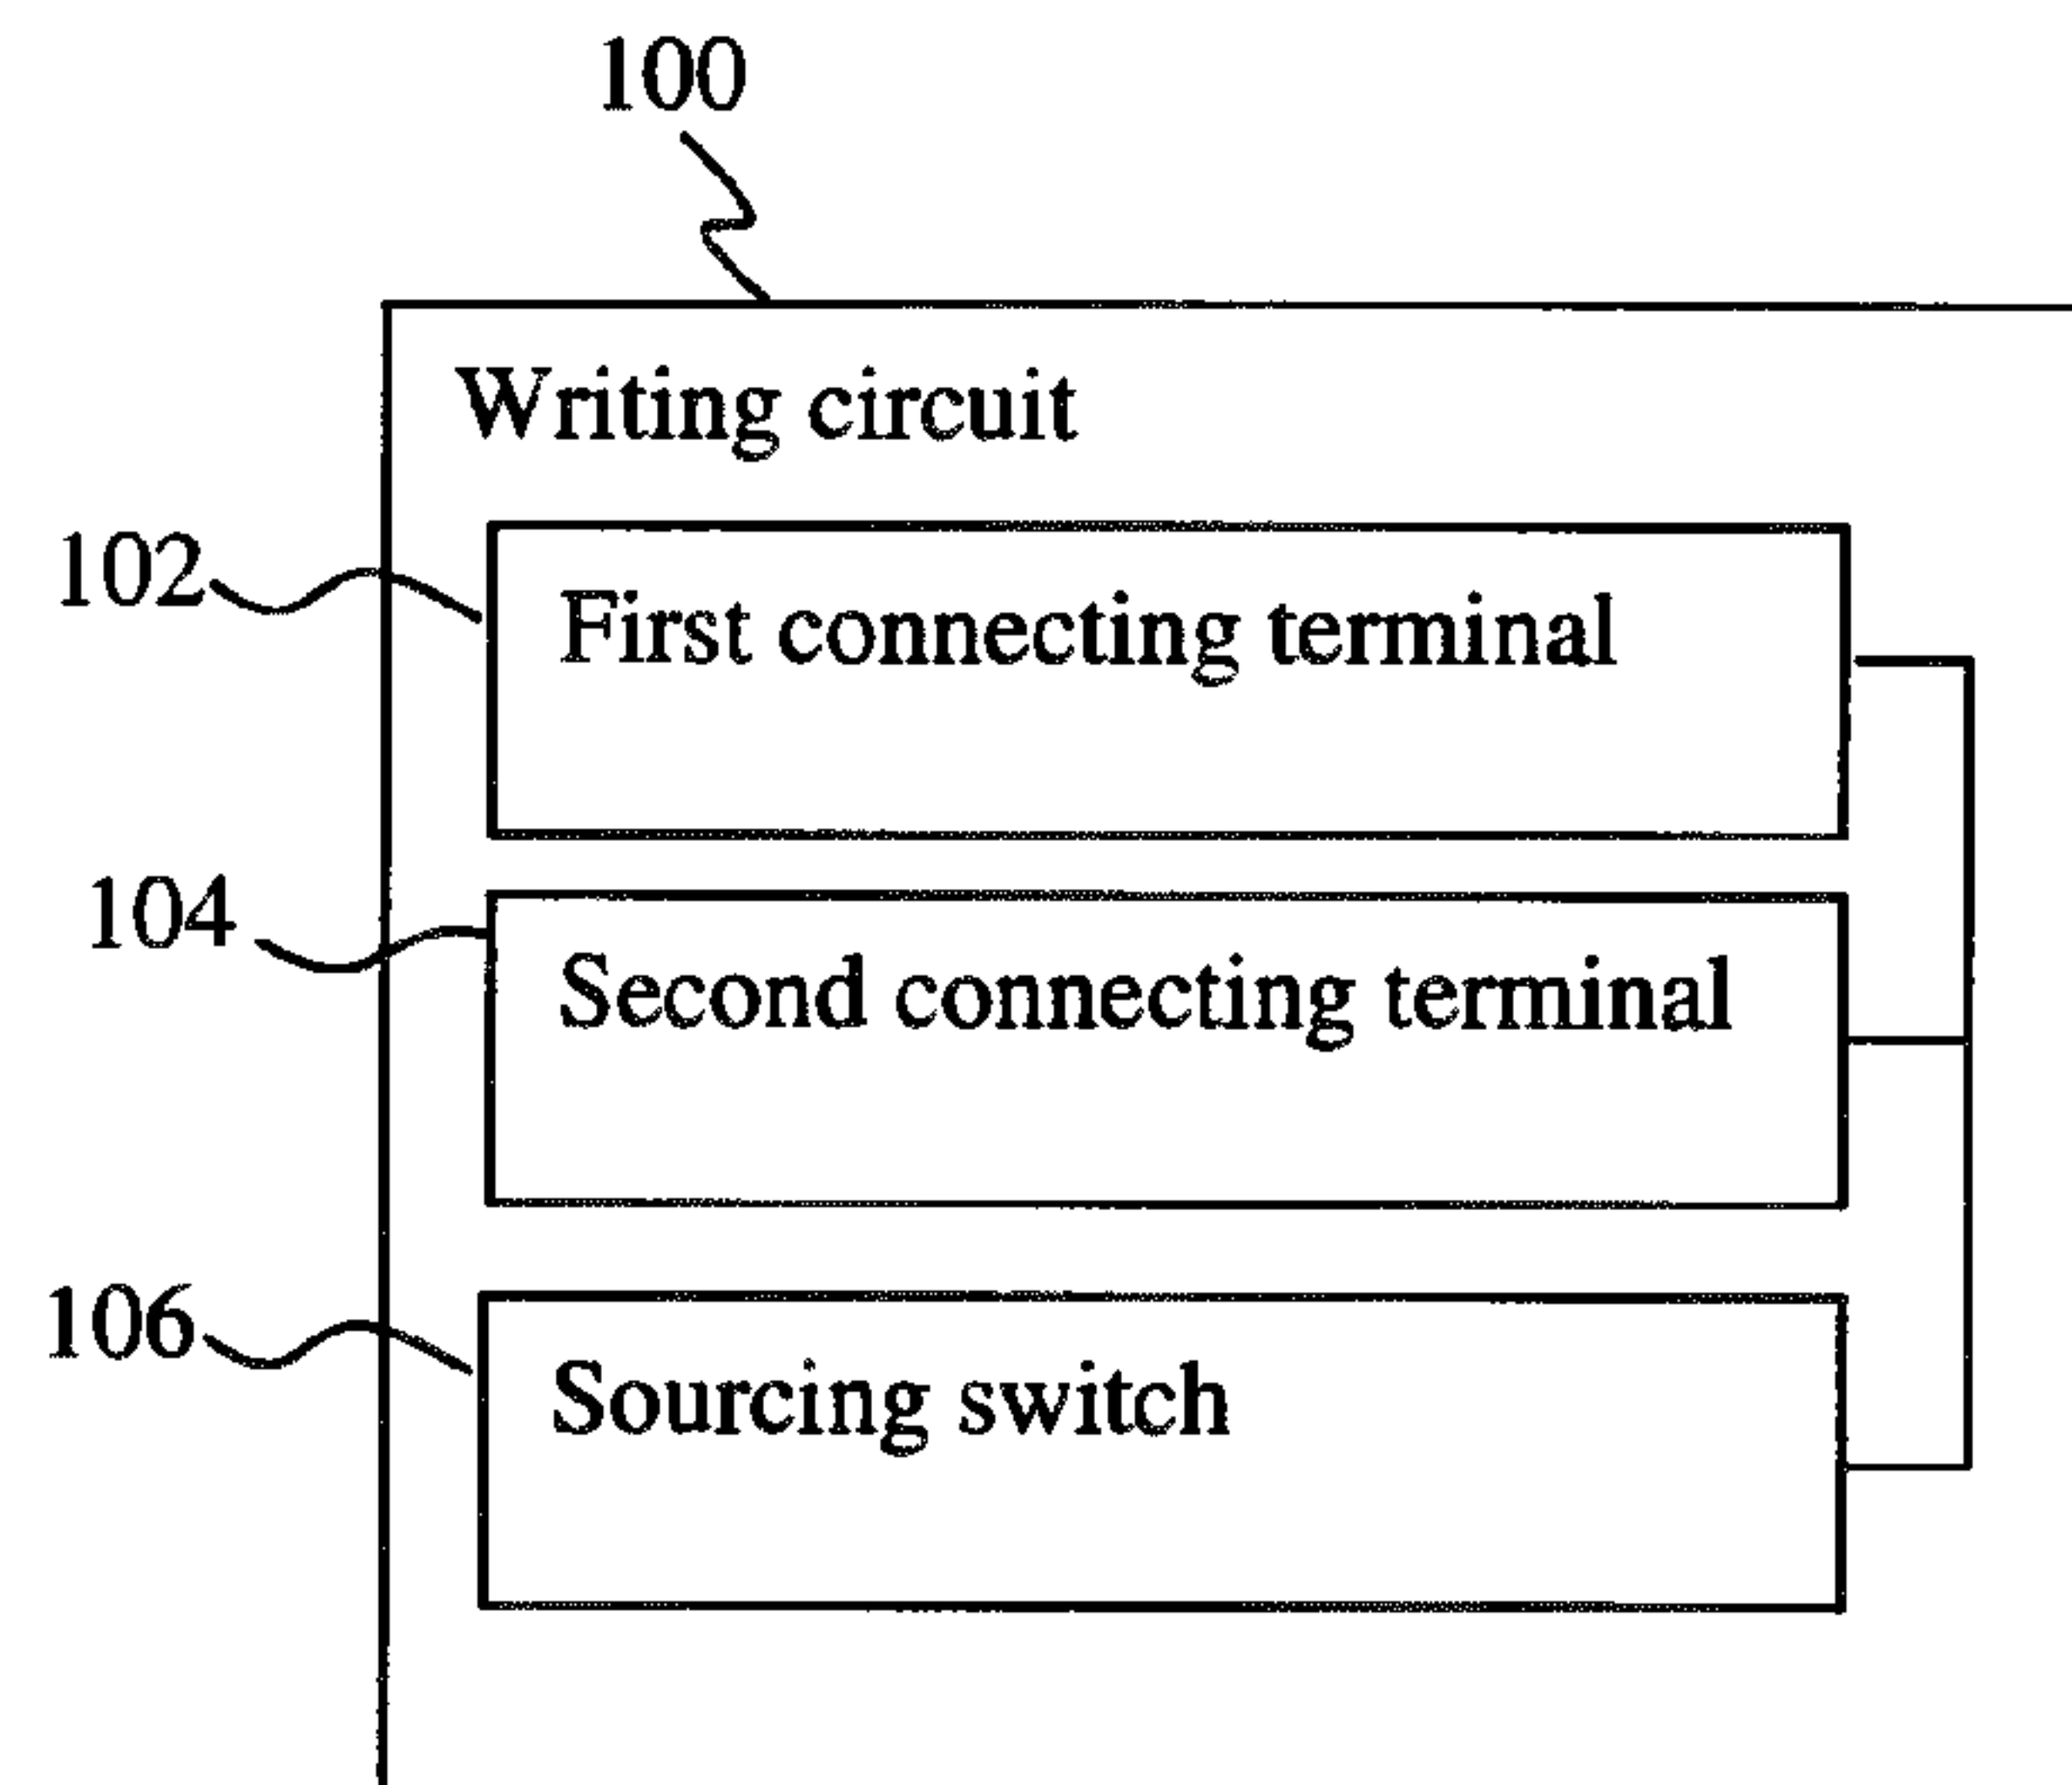 100
Writing circuit
102
First connecting terminal
104
Second connecting terminal
106
Sourcing switch